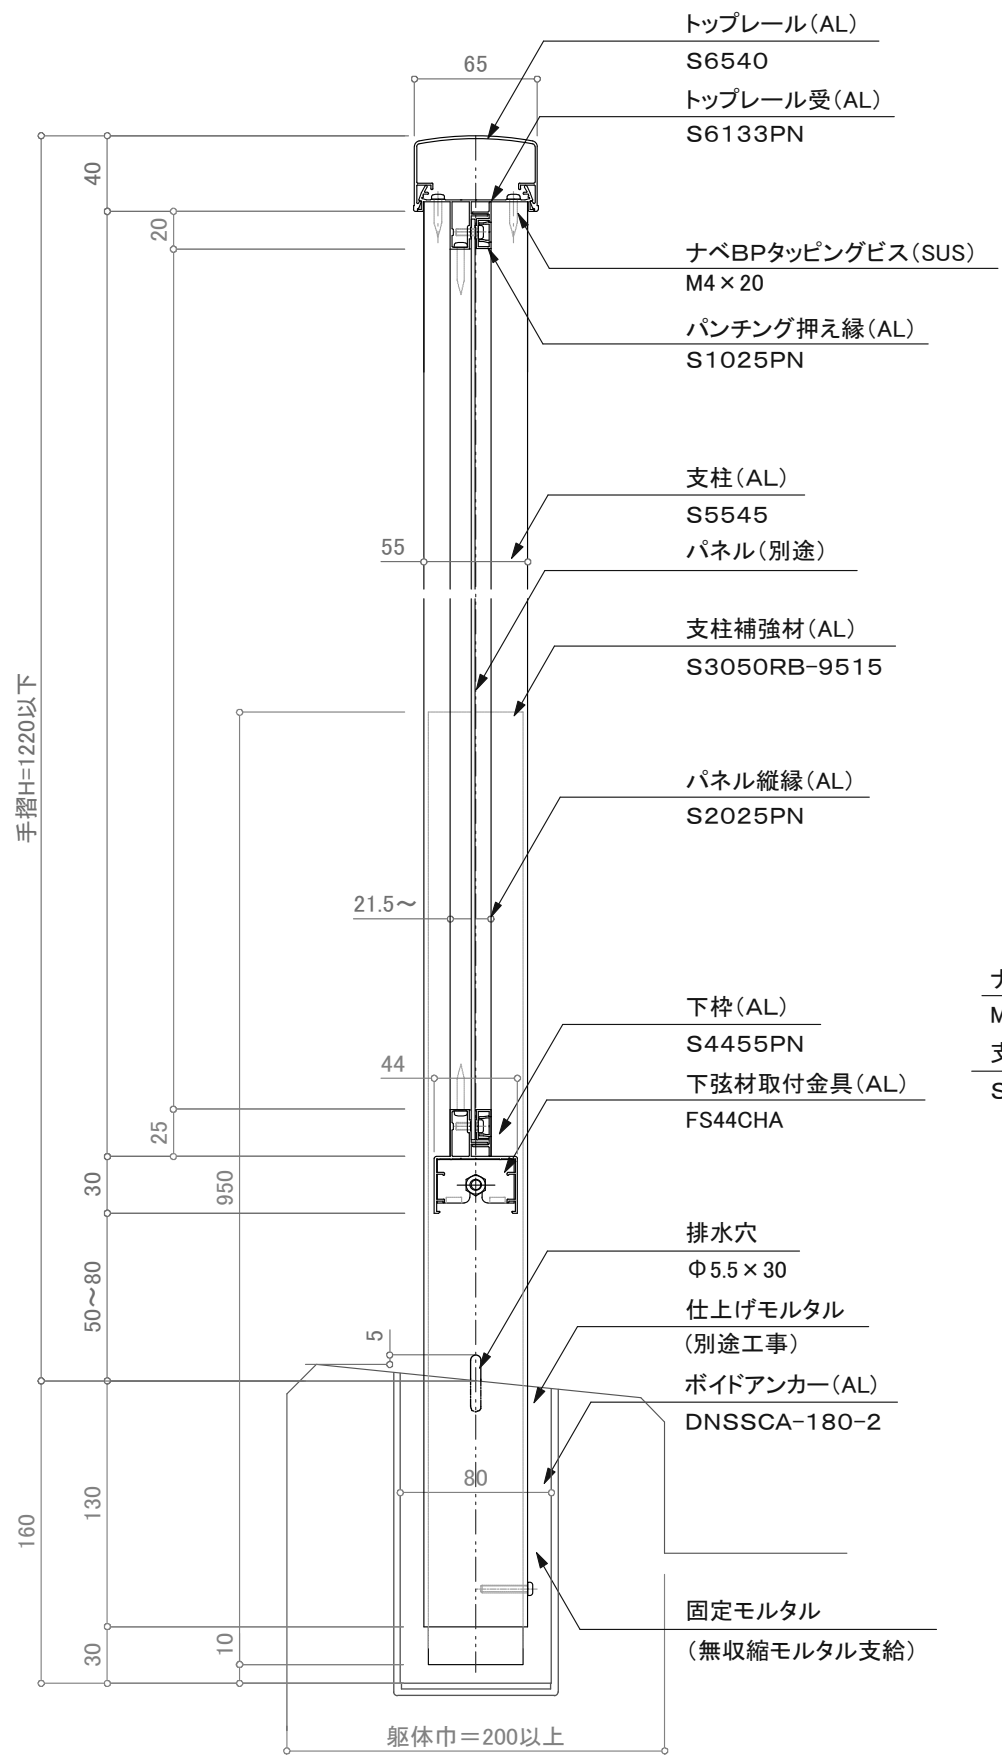 トップレール(AL)
S6540
65
トップレール受(AL)
S6133PN
40
20
ナベBPタッピングビス(SUS)
M4×20
パンチング押え縁(AL)
S1025PN
支柱(AL)
S5545
55
パネル(別途)
支柱補強材(AL)
S3050RB-9515
手摺H=1220以下
パネル縦縁(AL)
S2025PN
21.5～
下枠(AL)
S4455PN
44
下弦材取付金具(AL)
FS44CHA
ナ
M
支
S
25
30
950
排水穴
Φ5.5×30
50～80
5
仕上げモルタル
(別途工事)
ボイドアンカー(AL)
DNSSCA-180-2
80
130
160
固定モルタル
(無収縮モルタル支給)
30
10
躯体巾＝200以上